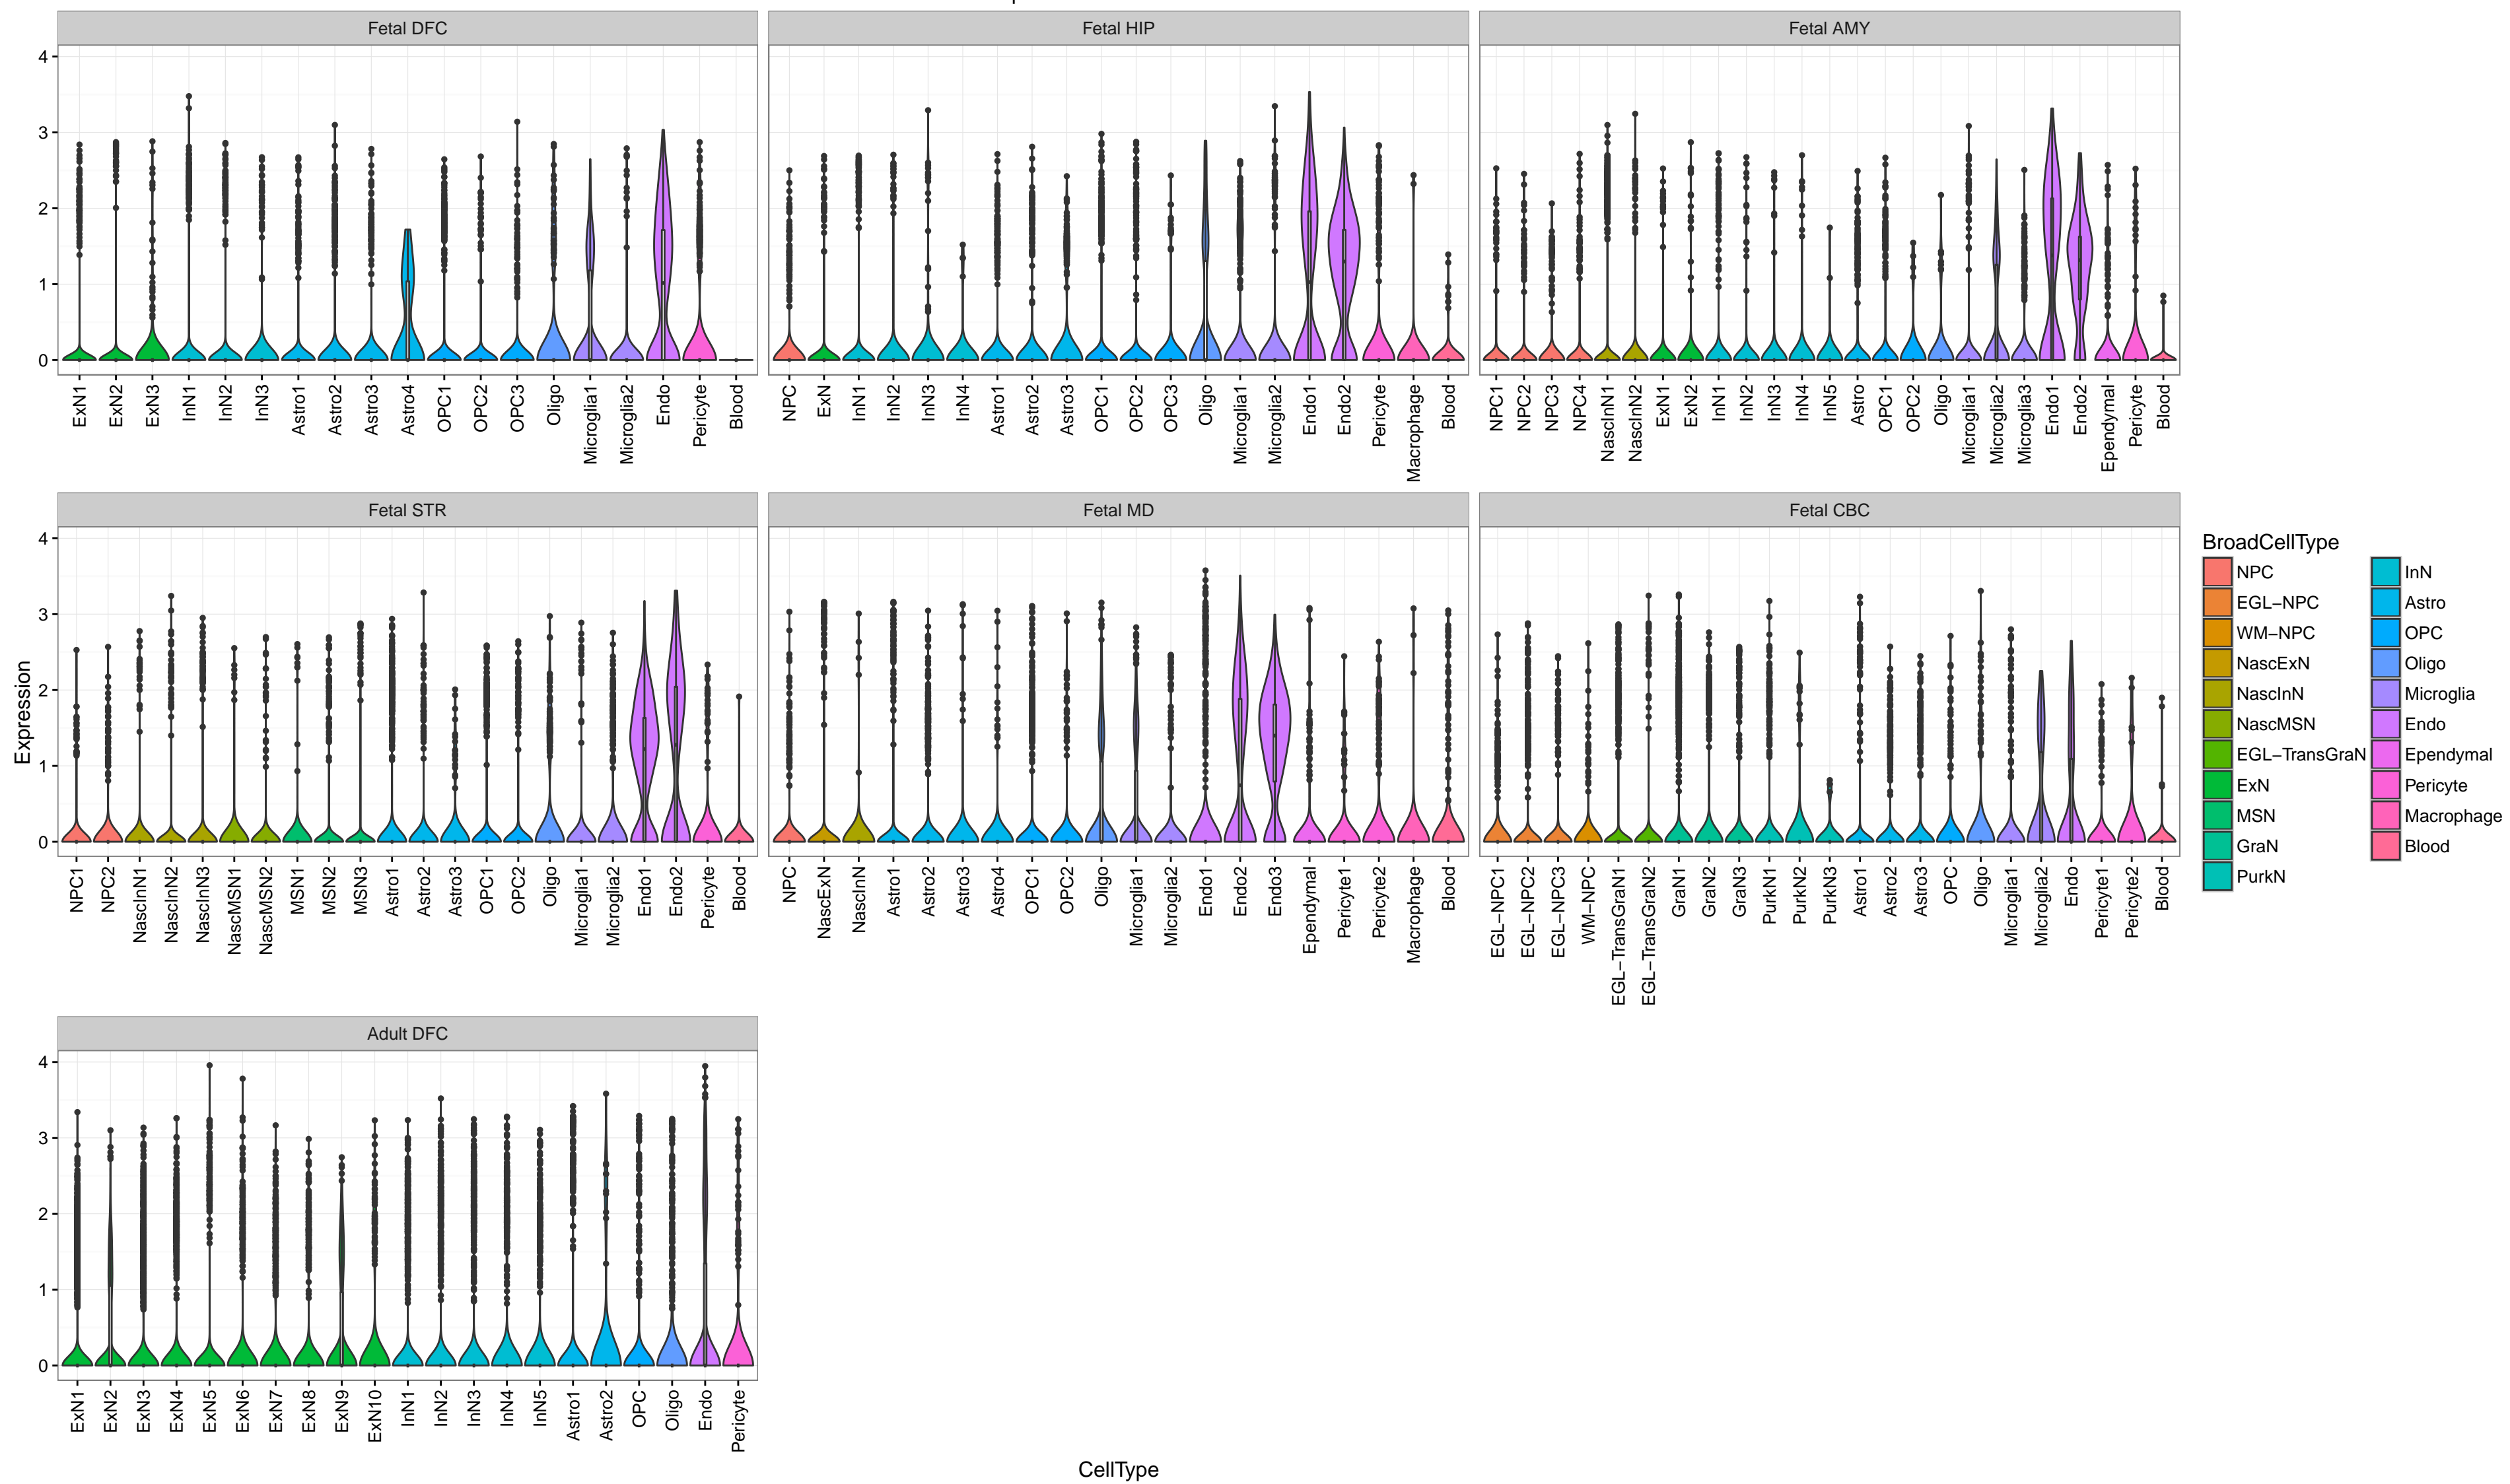 Fetal DFC
Fetal HIP
Fetal AMY
4
3
2
1
0
ExN1 ExN2 ExN3 InN1 InN2 InN3 Astro1 Astro2 Astro3 Astro4 OPC1 OPC2 OPC3 Oligo Microglia1 Microglia2 Endo Pericyte Blood
NPC ExN InN1 InN2 InN3 InN4 Astro1 Astro2 Astro3 OPC1 OPC2 OPC3 Oligo Microglia1 Microglia2 Endo1 Endo2 Pericyte Macrophage Blood
NPC1 NPC2 NPC3 NPC4 NascInN1 NascInN2 ExN1 ExN2 InN1 InN2 InN3 InN4 InN5 Astro OPC1 OPC2 Oligo Microglia1 Microglia2 Microglia3 Endo1 Endo2 Ependymal Pericyte Blood
Fetal STR
Fetal MD
Fetal CBC
Expression
4
3
2
1
0
NPC1 NPC2 NascInN1 NascInN2 NascInN3 NascMSN1 NascMSN2 MSN1 MSN2 MSN3 Astro1 Astro2 Astro3 OPC1 OPC2 Oligo Microglia1 Microglia2 Endo1 Endo2 Pericyte Blood
NPC NascExN NascInN Astro1 Astro2 Astro3 Astro4 OPC1 OPC2 Oligo Microglia1 Microglia2 Endo1 Endo2 Endo3 Ependymal Pericyte1 Pericyte2 Macrophage Blood
EGL−NPC1 EGL−NPC2 EGL−NPC3 WM−NPC EGL−TransGraN1 EGL−TransGraN2 GraN1 GraN2 GraN3 PurkN1 PurkN2 PurkN3 Astro1 Astro2 Astro3 OPC Oligo Microglia1 Microglia2 Endo Pericyte1 Pericyte2 Blood
BroadCellType
NPC
EGL−NPC
WM−NPC
NascExN
NascInN
NascMSN
EGL−TransGraN
ExN
MSN
GraN
PurkN
InN
Astro
OPC
Oligo
Microglia
Endo
Ependymal
Pericyte
Macrophage
Blood
Adult DFC
4
3
2
1
0
ExN1 ExN2 ExN3 ExN4 ExN5 ExN6 ExN7 ExN8 ExN9 ExN10 InN1 InN2 InN3 InN4 InN5 Astro1 Astro2 OPC Oligo Endo Pericyte
CellType